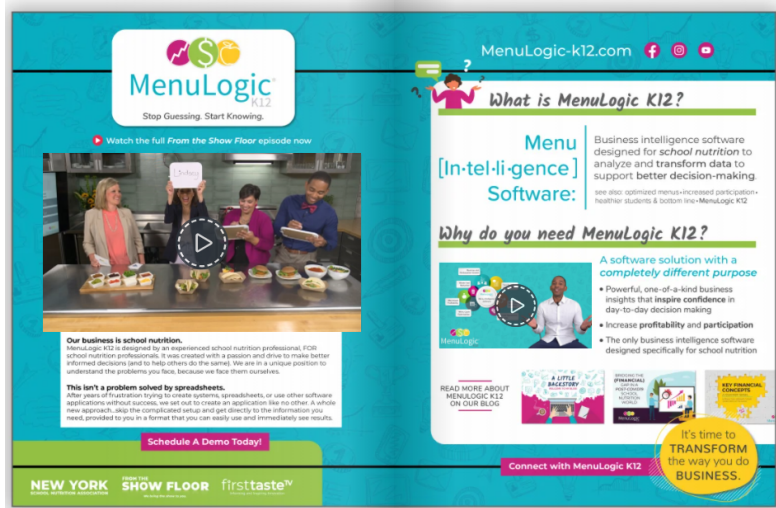 MenuLogic
K12
Stop Guessing. Start Knowing.
Watch the full From the Show Floor episode now
Our business is school nutrition.
MenuLogic K12 is designed by an experienced school nutrition professional, FOR
school nutrition professionals. It was created with a passion and drive to make better
informed decisions (and to help others do the same). We are in a unique position to
understand the problems you face, because we face them ourselves.
This isn't a problem solved by spreadsheets.
After years of frustration trying to create systems, spreadsheets, or use other software
applications without success, we set out to create an application like no other. A whole
new approach...skip the complicated setup and get directly to the information you
need, provided to you in a format that you can easily use and immediately see results.
Schedule A Demo Today!
NEW YORK
SCHOOL NUTRITION ASSOCIATION
FROM THE
SHOW FLOOR
firsttaste TV
MenuLogic-k12.com
What is MenuLogic K12?
Menu
[In·tel·li·gence]
Software:
Business intelligence software
designed for school nutrition to
analyze and transform data to
support better decision-making.
see also: optimized menus•increased participation•
healthier students & bottom line•MenuLogic K12
Why do you need MenuLogic K12?
MenuLogic
A software solution with a
completely different purpose
• Powerful, one-of-a-kind business
insights that inspire confidence in
day-to-day decision making
• Increase profitability and participation
• The only business intelligence software
designed specifically for school nutrition
READ MORE ABOUT
MENULOGIC K12
ON OUR BLOG
A LITTLE
BACKSTORY
BRIDGING THE
(FINANCIAL)
GAP IN A
POST-COVID19
SCHOOL
NUTRITION
WORLD
KEY FINANCIAL
CONCEPTS
Connect with MenuLogic K12
It's time to
TRANSFORM
the way you do
BUSINESS.